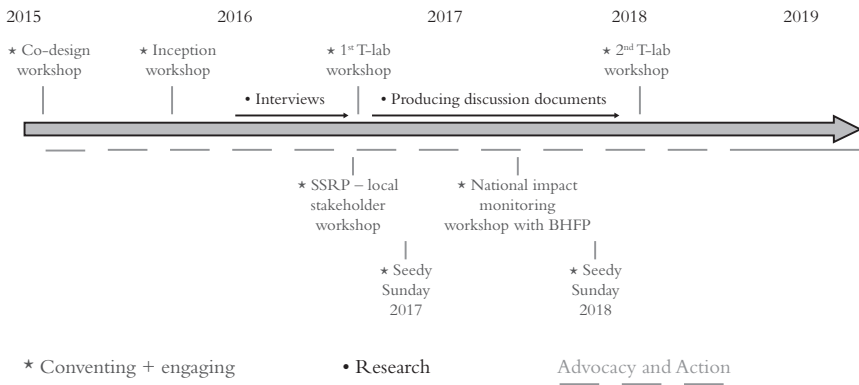 2015 2016 2017 2018 2019
★ Co-design
workshop
★ Inception
workshop
★ 1st T-lab
workshop
★ 2nd T-lab
workshop
• Interviews
• Producing discussion documents
★ SSRP – local
stakeholder
workshop
★ National impact
monitoring
workshop with BHFP
★ Seedy
Sunday
2017
★ Seedy
Sunday
2018
★ Conventing + engaging
• Research
Advocacy and Action